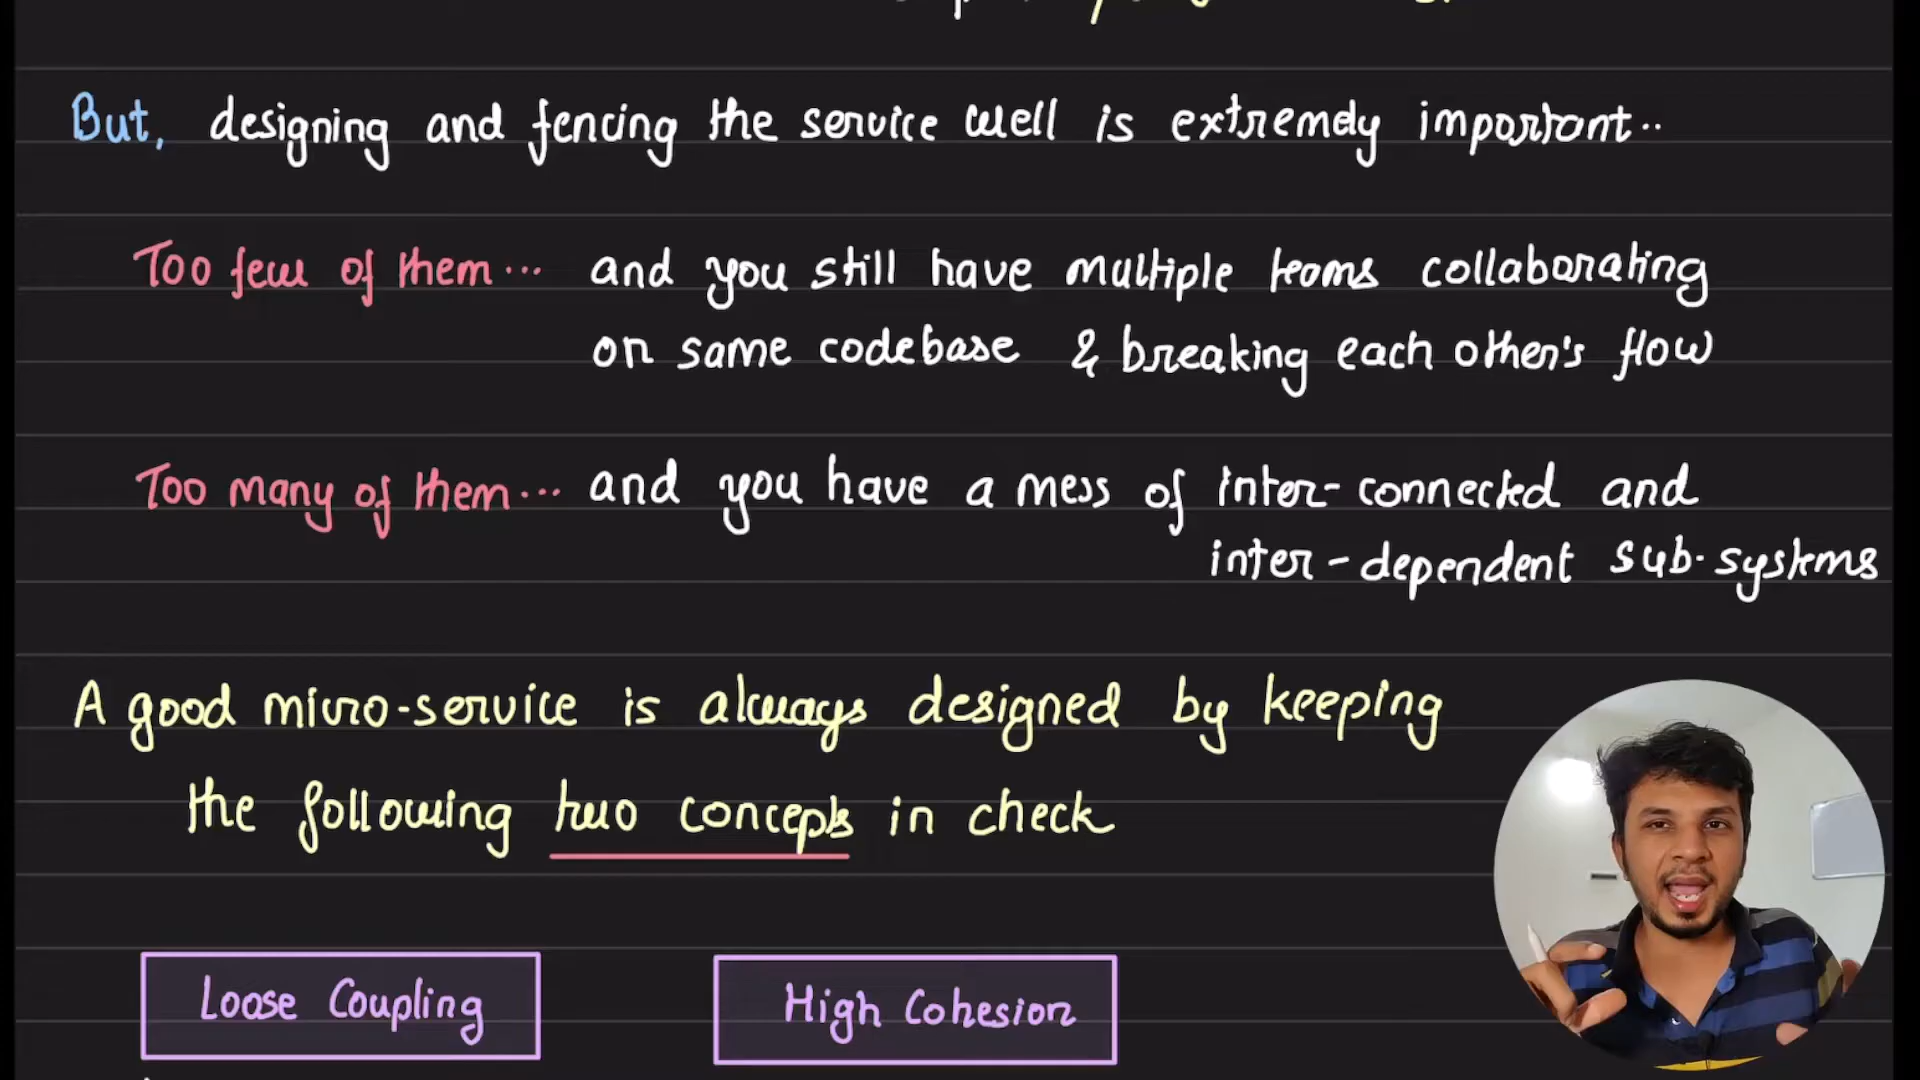 But, designing and fencing the service well is extremely important..
Too few of them... and you still have multiple teams collaborating
on same codebase & breaking each other's flow
Too many of them... and you have a mess of inter-connected and
inter-dependent sub-systems
A good micro-service is always designed by keeping
the following two concepts in check
Loose Coupling
High Cohesion